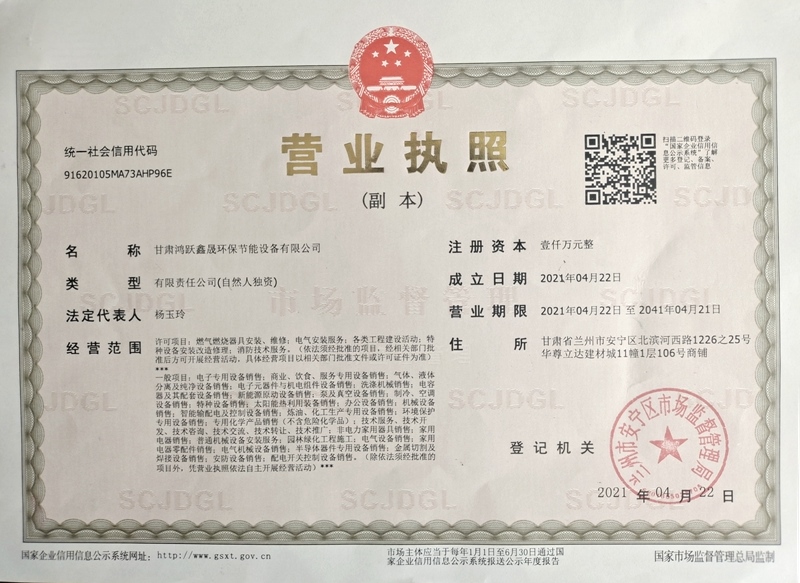 营业执照
(副 本)
统一社会信用代码
91620105MA73AHP96E
扫描二维码登录
“国家企业信用信
息公示系统”了解
更多登记、备案、
许可、监管信息
名 称 甘肃鸿跃鑫晟环保节能设备有限公司
类 型 有限责任公司(自然人独资)
法定代表人 杨玉玲
经营范围 许可项目：燃气燃烧器具安装、维修；电气安装服务；各类工程建设活动；特
种设备安装改造修理；消防技术服务。（依法须经批准的项目，经相关部门批
准后方可开展经营活动，具体经营项目以相关部门批准文件或许可证件为准）
***
一般项目：电子专用设备销售；商业、饮食、服务专用设备销售；气体、液体
分离及纯净设备销售；电子元器件与机电组件设备销售；洗涤机械销售；电容
器及其配套设备销售；新能源原动设备销售；泵及真空设备销售；制冷、空调
设备销售；特种设备销售；太阳能热利用装备销售；办公设备销售；机械设备
销售；智能输配电及控制设备销售；炼油、化工生产专用设备销售；环境保护
专用设备销售；专用化学产品销售（不含危险化学品）；技术服务、技术开
发、技术咨询、技术交流、技术转让、技术推广；非电力家用器具销售；家用
电器销售；普通机械设备安装服务；园林绿化工程施工；电气设备销售；家用
电器零配件销售；电气机械设备销售；半导体器件专用设备销售；金属切割及
焊接设备销售；安防设备销售；配电开关控制设备销售。（除依法须经批准的
项目外，凭营业执照依法自主开展经营活动）***
注册资本 壹仟万元整
成立日期 2021年04月22日
营业期限 2021年04月22日 至 2041年04月21日
住 所 甘肃省兰州市安宁区北滨河西路1226之25号
华尊立达建材城11幢1层106号商铺
登记机关
兰州市安宁区市场监督管理局
2021 年 04 月 22 日
国家企业信用信息公示系统网址：http://www.gsxt.gov.cn
市场主体应当于每年1月1日至6月30日通过国
家企业信用信息公示系统报送公示年度报告
国家市场监督管理总局监制
SCJDGL
市场监督管理